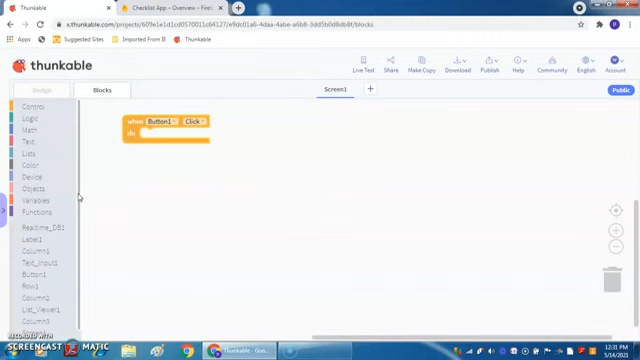 Thunkable
Checklist App – Overview – Fire
x.thunkable.com/projects/609e1e1d1cd0570011c64137/e9dc01a6-4daa-4abe-a6b8-3dd5b0d8db8f/blocks
Apps
Suggested Sites
Imported From IE
Thunkable
thunkable
Live Test
Share
Make Copy
Download
Publish
Help
Community
English
Account
Design
Blocks
Screen1
Public
Control
Logic
Math
Text
Lists
Color
Device
Objects
Variables
Functions
Realtime_DB1
Label1
Column1
Text_Input1
Button1
Row1
Column2
List_Viewer1
Column3
when Button1 Click
do
RECORDED WITH
SCREENCAST MATIC
Thunkable - Goo...
12:31 PM
5/14/2021